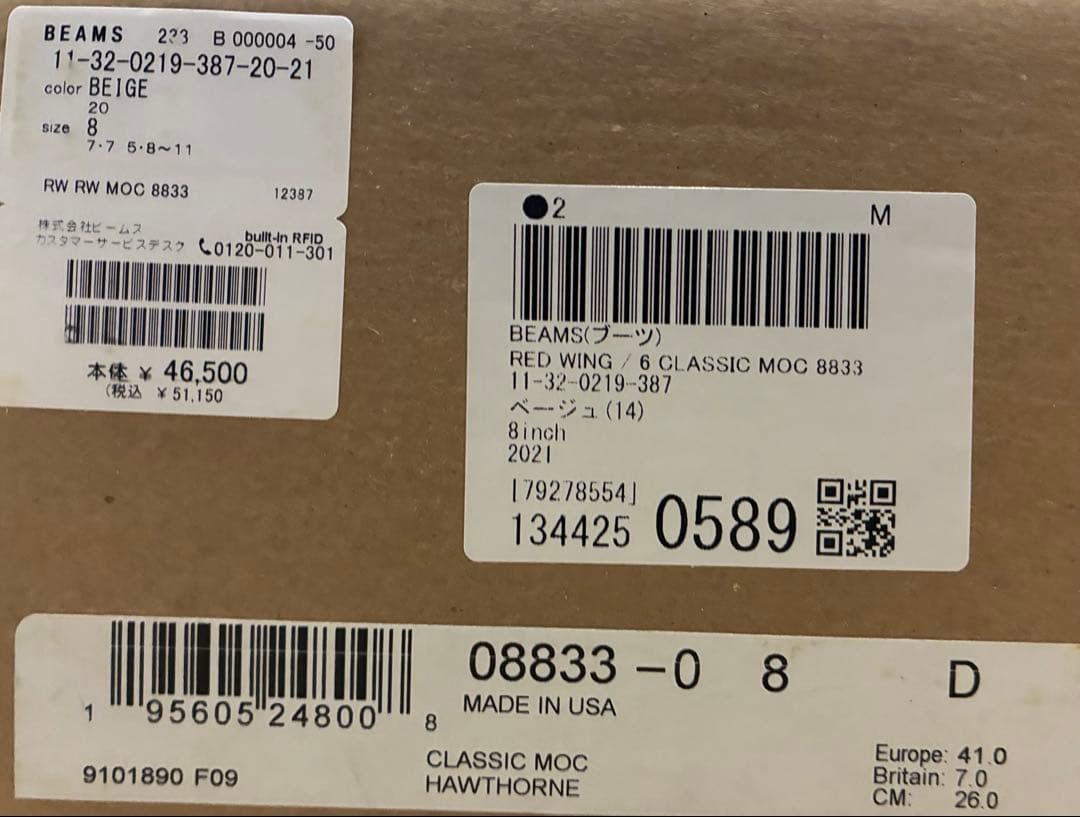 BEAMS 223 B 000004 -50
11-32-0219-387-20-21
color BEIGE
20
size 8
7・7 5・8~11
RW RW MOC 8833 12387
株式会社ビームス
カスタマーサービスデスク
built-in RFID
0120-011-301
本体 ¥ 46,500
(税込 ¥ 51,150
●2 M
BEAMS(ブーツ)
RED WING / 6 CLASSIC MOC 8833
11-32-0219-387
ベージュ(14)
8inch
2021
[79278554]
134425 0589
1 95605 24800 8
9101890 F09
08833 -0 8 D
MADE IN USA
CLASSIC MOC
HAWTHORNE
Europe: 41.0
Britain: 7.0
CM: 26.0